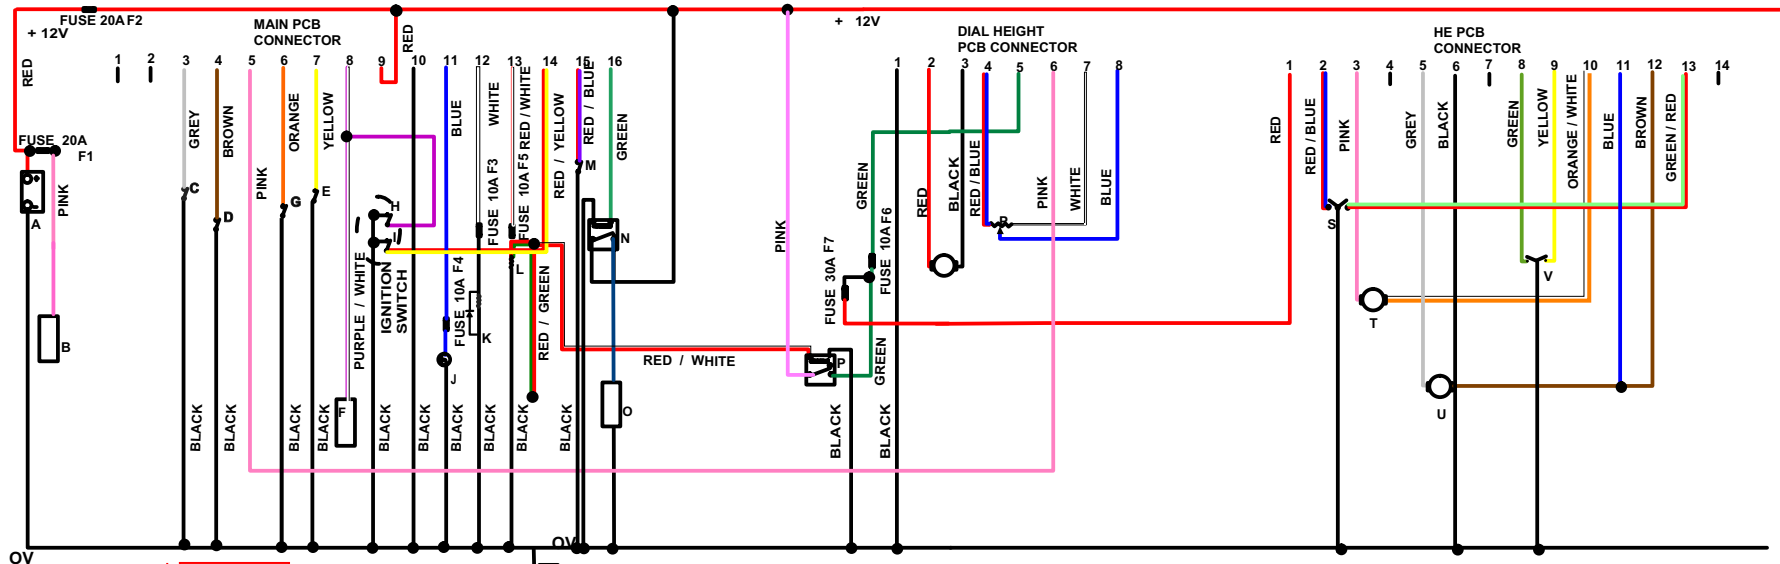 FUSE 20A F2
+ 12V
RED
MAIN PCB
CONNECTOR
RED
+ 12V
DIAL HEIGHT
PCB CONNECTOR
HE PCB
CONNECTOR
1 2 3 4 5 6 7 8 9 10 11 12 13 14 15 16
1 2 3 4 5 6 7 8
1 2 3 4 5 6 7 8 9 10 11 12 13 14
FUSE 20A
F1
A
PINK
B
GREY
C
BROWN
D
PINK
ORANGE
G
YELLOW
E
PURPLE / WHITE
F
H
I
IGNITION
SWITCH
BLUE
FUSE 10A F4
J
WHITE
FUSE 10A F3
K
RED / WHITE
FUSE 10A F5
L
RED / YELLOW
RED / GREEN
RED / BLUE
M
GREEN
N
O
RED / WHITE
PINK
P
FUSE 30A F7
FUSE 10A F6
GREEN
GREEN
RED
BLACK
RED / BLUE
R
PINK
WHITE
BLUE
RED
RED / BLUE
S
PINK
T
GREY
U
BLACK
GREEN
YELLOW
V
ORANGE / WHITE
BLUE
BROWN
GREEN / RED
BLACK
BLACK
BLACK
BLACK
BLACK
BLACK
BLACK
BLACK
BLACK
BLACK
BLACK
BLACK
OV
OV